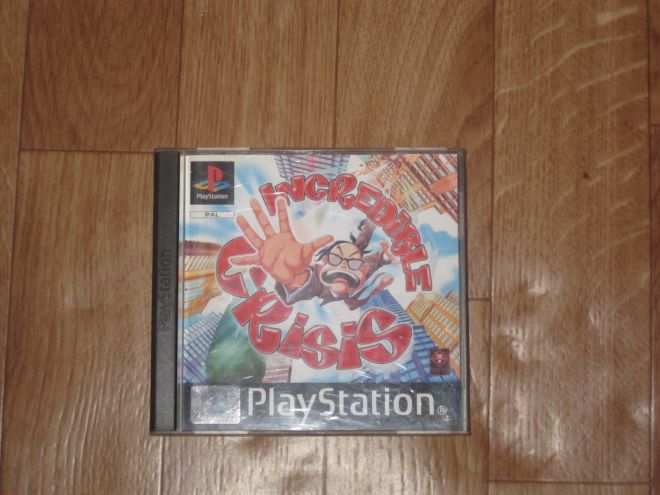 PlayStation
PAL
INCREDIBLE
CRISIS
PlayStation
PlayStation®